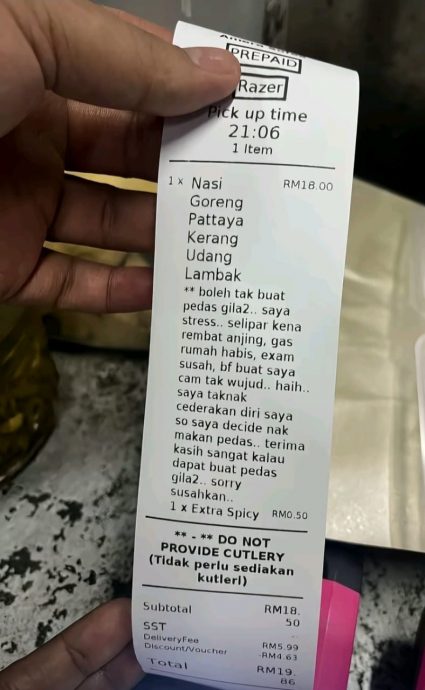 PREPAID
Razer
Pick up time
21:06
1 Item
1 x Nasi RM18.00
Goreng
Pattaya
Kerang
Udang
Lambak
** boleh tak buat
pedas gila2.. saya
stress.. selipar kena
rembat anjing, gas
rumah habis, exam
susah, bf buat saya
cam tak wujud.. haih..
saya taknak
cederakan diri saya
so saya decide nak
makan pedas.. terima
kasih sangat kalau
dapat buat pedas
gila2.. sorry
susahkan..
1 x Extra Spicy RM0.50
** - ** DO NOT
PROVIDE CUTLERY
(Tidak perlu sediakan
kutleri)
Subtotal RM18.
50
SST
DeliveryFee RM5.99
Discount/Voucher -RM4.63
Total RM19.
86